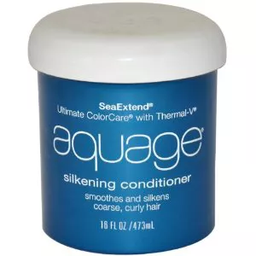 SeaExtend®
Ultimate ColorCare® with Thermal-V®
aquage®
silkening conditioner
smoothes and silkens
coarse, curly hair
16 FL OZ/473mL